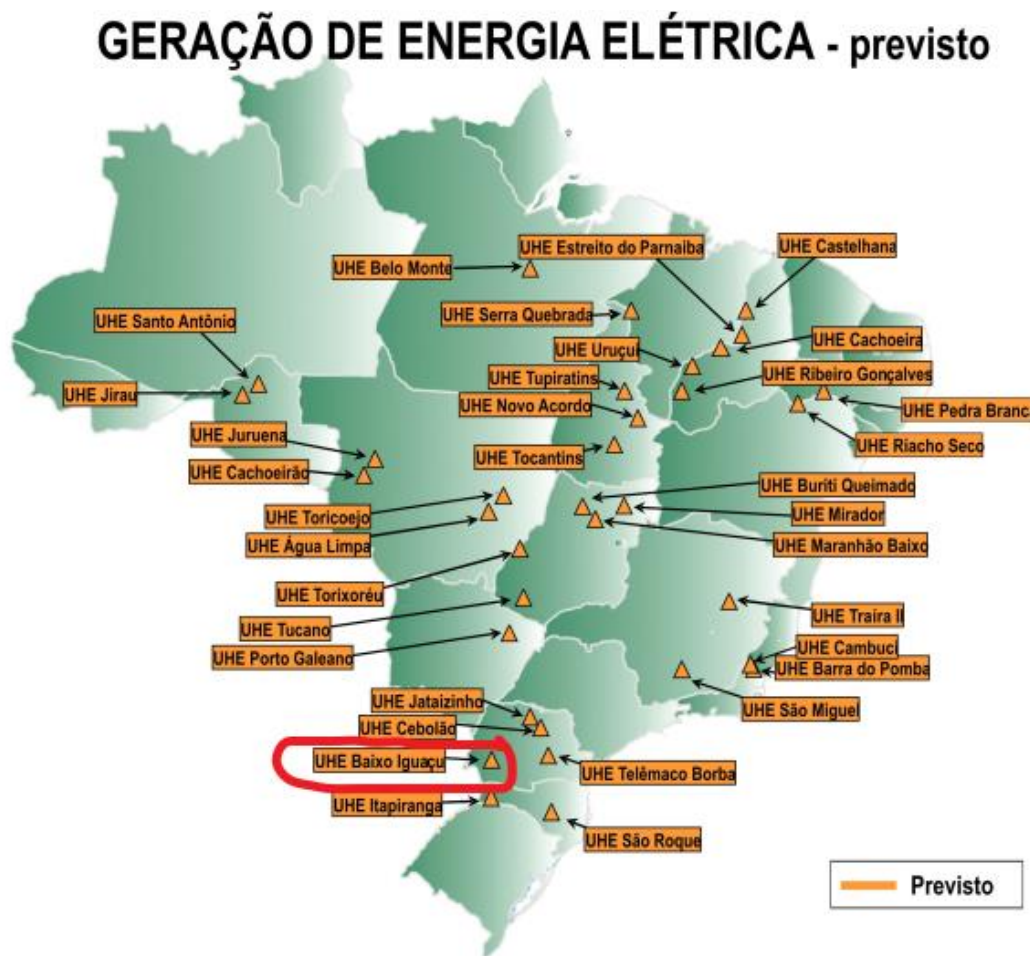 GERAÇÃO DE ENERGIA ELÉTRICA - previsto
UHE Estreito do Parnaiba
UHE Castelhana
UHE Belo Monte
UHE Serra Quebrada
UHE Santo Antônio
UHE Cachoeira
UHE Uruçuí
UHE Ribeiro Gonçalves
UHE Tupiratins
UHE Jirau
UHE Novo Acordo
UHE Pedra Branc
UHE Juruena
UHE Riacho Seco
UHE Tocantins
UHE Cachoeirão
UHE Buriti Queimado
UHE Toricoejo
UHE Mirador
UHE Água Limpa
UHE Maranhão Baixo
UHE Torixoréu
UHE Traíra II
UHE Tucano
UHE Cambuci
UHE Porto Galeano
UHE Barra do Pomba
UHE Jataizinho
UHE São Miguel
UHE Cebolão
UHE Baixo Iguaçu
UHE Telêmaco Borba
UHE Itapiranga
UHE São Roque
Previsto